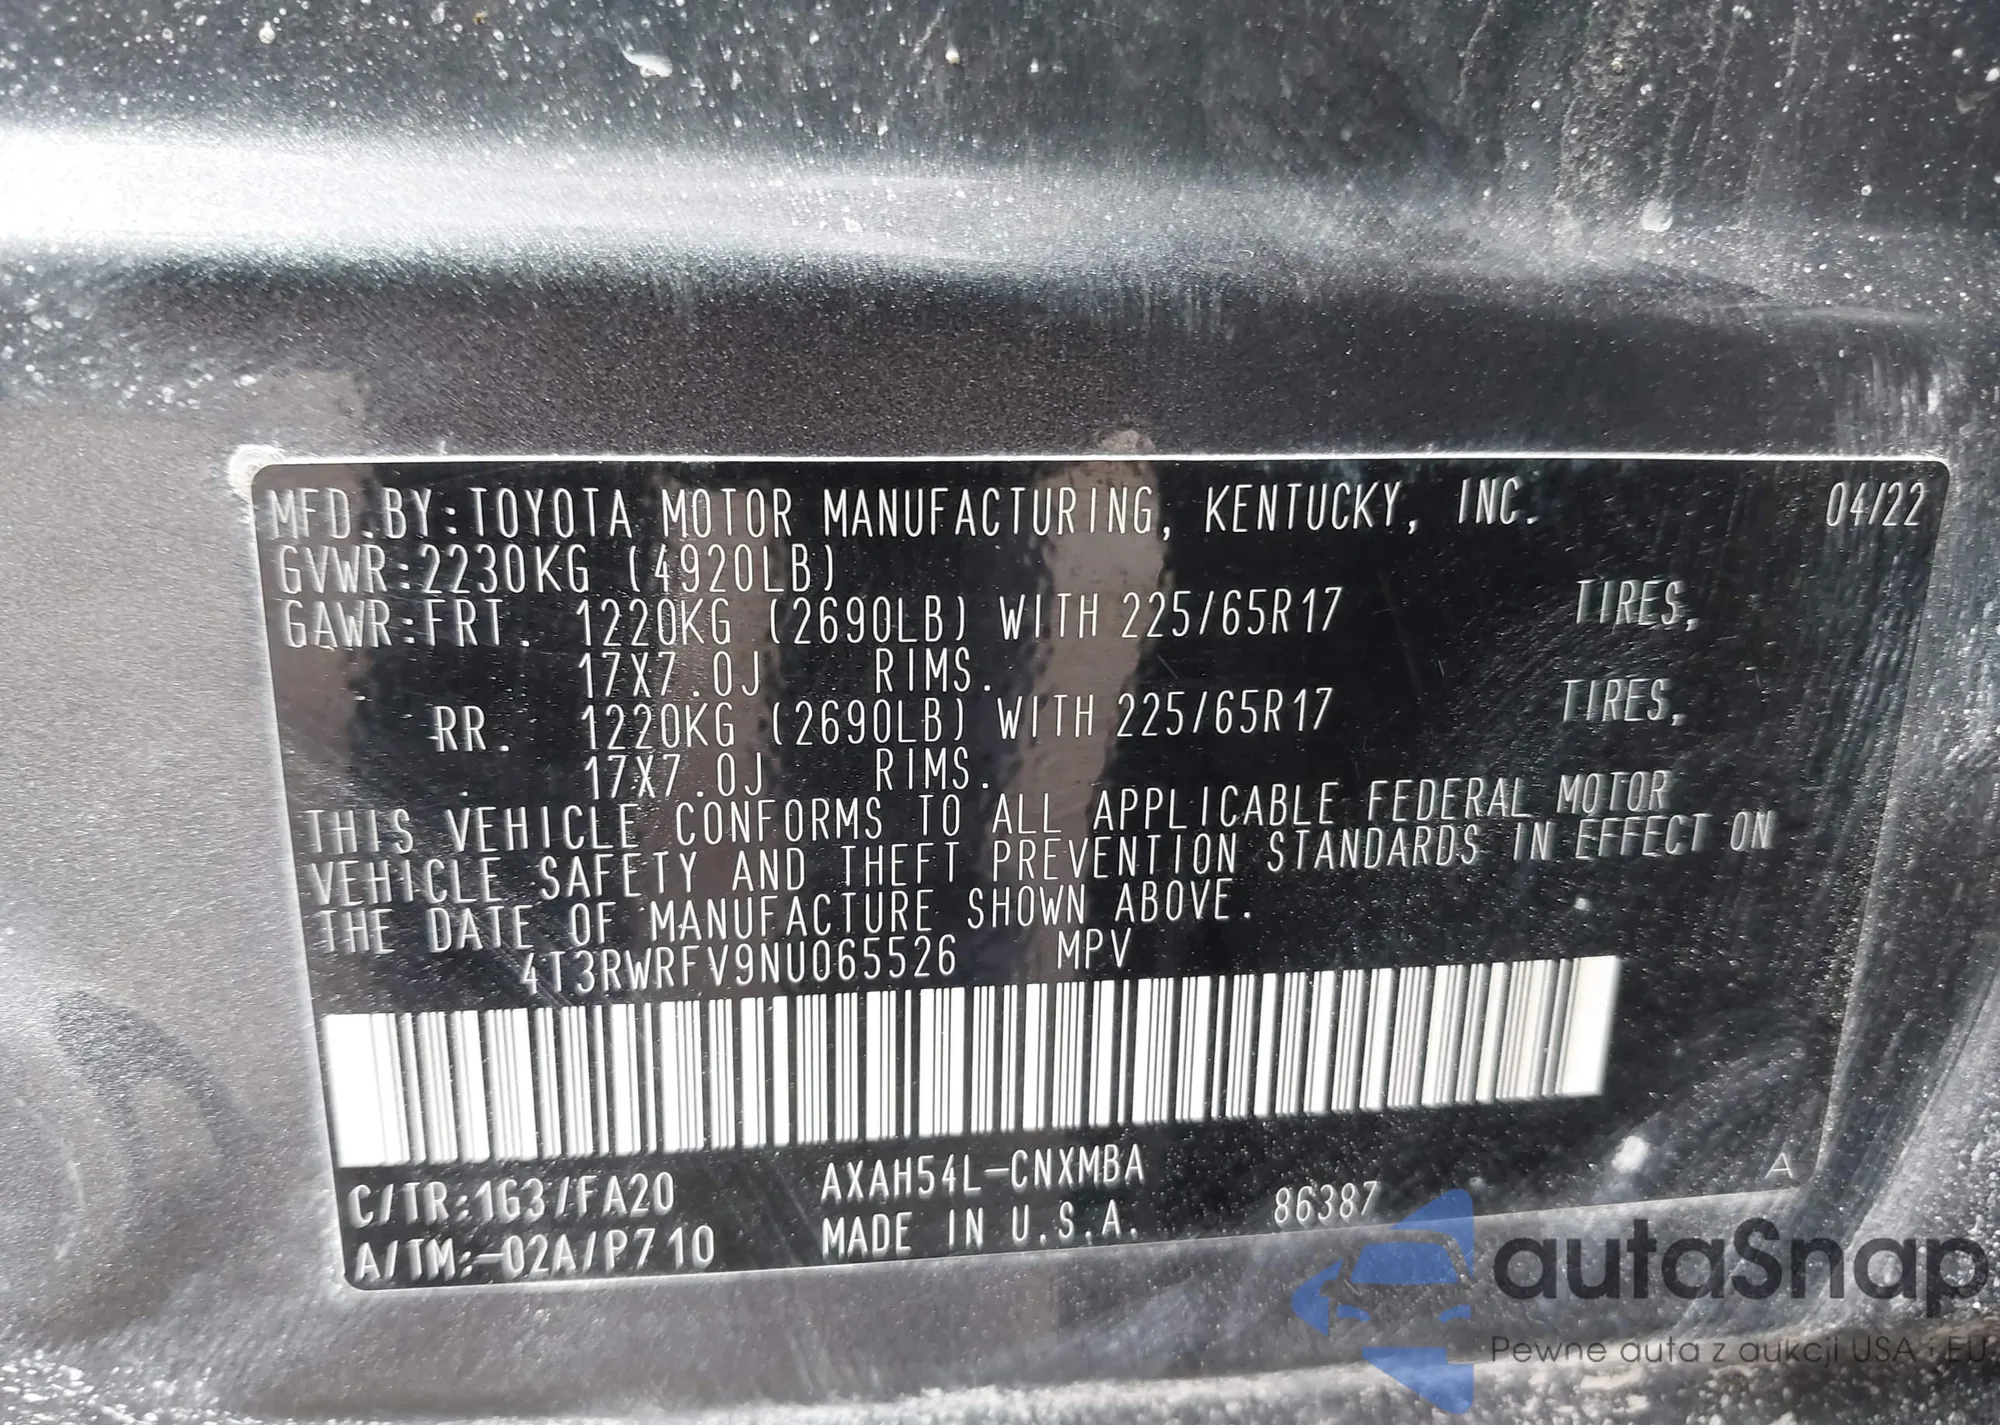 MFD.BY:TOYOTA MOTOR MANUFACTURING, KENTUCKY, INC. 04/22
GVWR:2230KG (4920LB)
GAWR:FRT. 1220KG (2690LB) WITH 225/65R17 TIRES,
17X7.0J RIMS.
RR. 1220KG (2690LB) WITH 225/65R17 TIRES,
17X7.0J RIMS.
THIS VEHICLE CONFORMS TO ALL APPLICABLE FEDERAL MOTOR
VEHICLE SAFETY AND THEFT PREVENTION STANDARDS IN EFFECT ON
THE DATE OF MANUFACTURE SHOWN ABOVE.
4T3RWRFV9NU065526 MPV
C/TR:1G3/FA20 AXAH54L-CNXMBA A
A/TM:-02A/P710 MADE IN U.S.A. 86387
autaSnap
Pewne auta z aukcji USA i EU